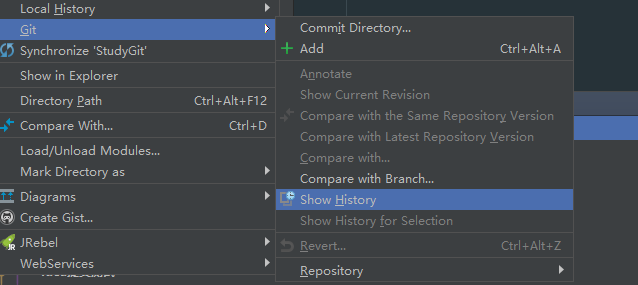 Local History
Git
Synchronize 'StudyGit'
Show in Explorer
Directory Path Ctrl+Alt+F12
Compare With... Ctrl+D
Load/Unload Modules...
Mark Directory as
Diagrams
Create Gist...
JRebel
WebServices
Commit Directory...
Add Ctrl+Alt+A
Annotate
Show Current Revision
Compare with the Same Repository Version
Compare with Latest Repository Version
Compare with...
Compare with Branch...
Show History
Show History for Selection
Revert... Ctrl+Alt+Z
Repository